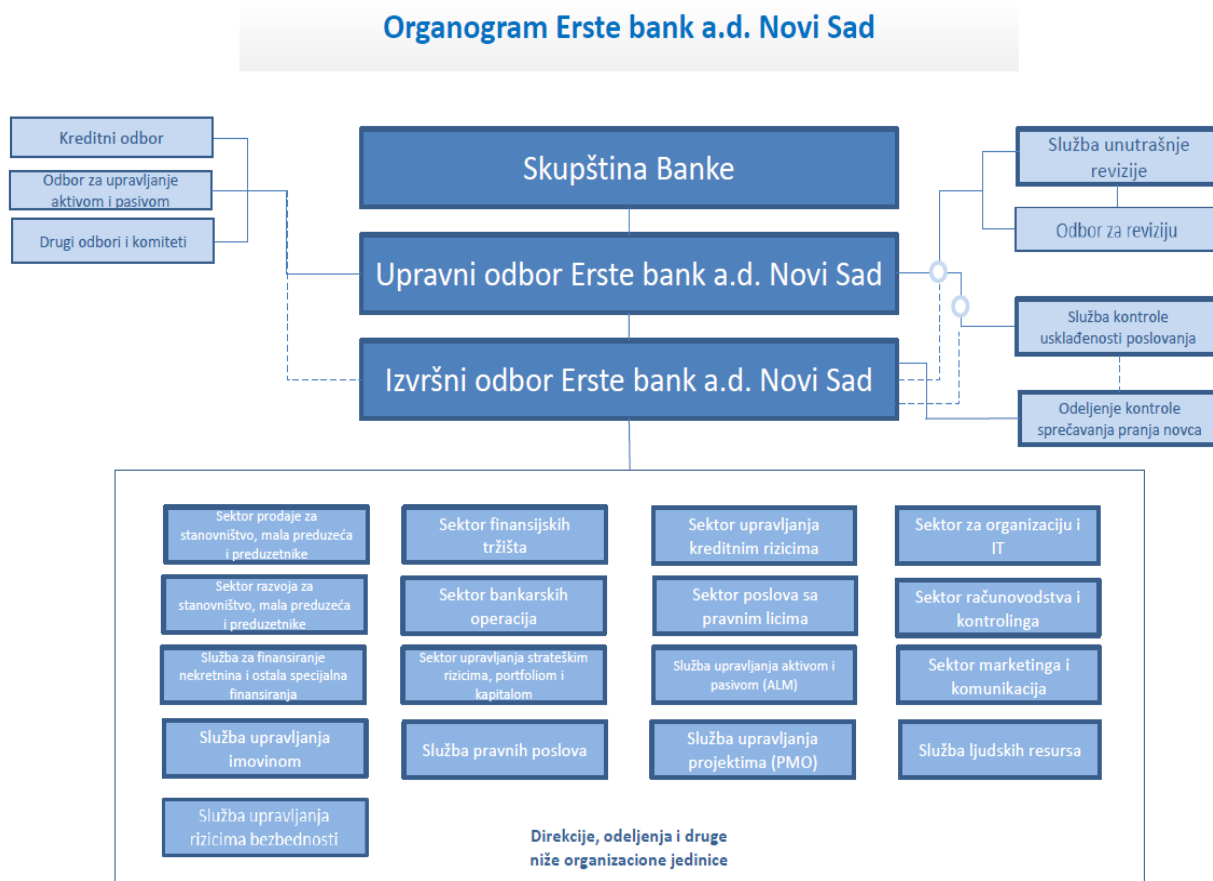 Organogram Erste bank a.d. Novi Sad
Kreditni odbor
Odbor za upravljanje
aktivom i pasivom
Drugi odbori i komiteti
Skupština Banke
Upravni odbor Erste bank a.d. Novi Sad
Izvršni odbor Erste bank a.d. Novi Sad
Služba unutrašnje
revizije
Odbor za reviziju
Služba kontrole
usklađenosti poslovanja
Odeljenje kontrole
sprečavanja pranja novca
Sektor prodaje za
stanovništvo, mala preduzeća
i preduzetnike
Sektor finansijskih
tržišta
Sektor upravljanja
kreditnim rizicima
Sektor za organizaciju i
IT
Sektor razvoja za
stanovništvo, mala preduzeća
i preduzetnike
Sektor bankarskih
operacija
Sektor poslova sa
pravnim licima
Sektor računovodstva i
kontrolinga
Služba za finansiranje
nekretnina i ostala specijalna
finansiranja
Sektor upravljanja strateškim
rizicima, portfoliom i
kapitalom
Služba upravljanja aktivom i
pasivom (ALM)
Sektor marketinga i
komunikacija
Služba upravljanja
imovinom
Služba pravnih poslova
Služba upravljanja
projektima (PMO)
Služba ljudskih resursa
Služba upravljanja
rizicima bezbednosti
Direkcije, odeljenja i druge
niže organizacione jedinice